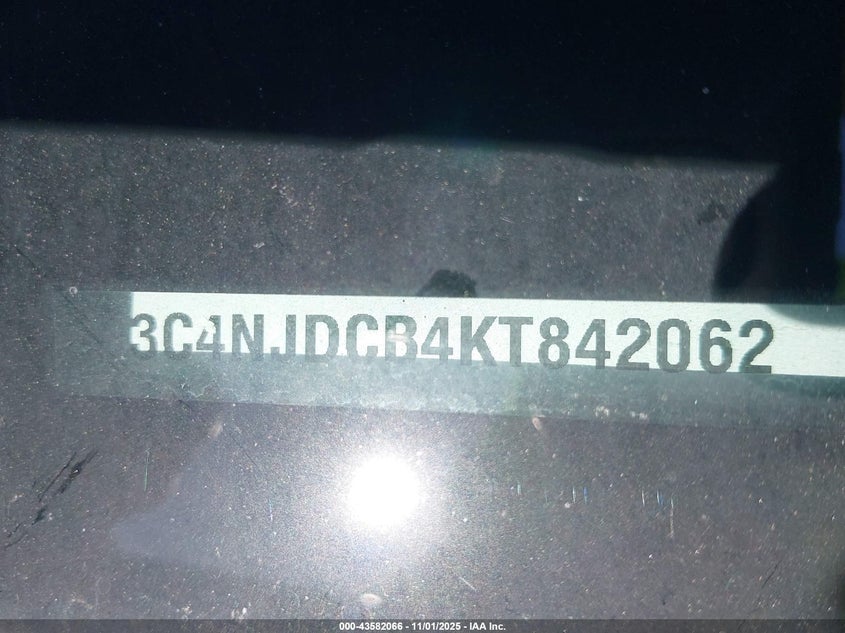 3C4NJDCB4KT842062
000-43582066 - 11/01/2025 - IAA Inc.